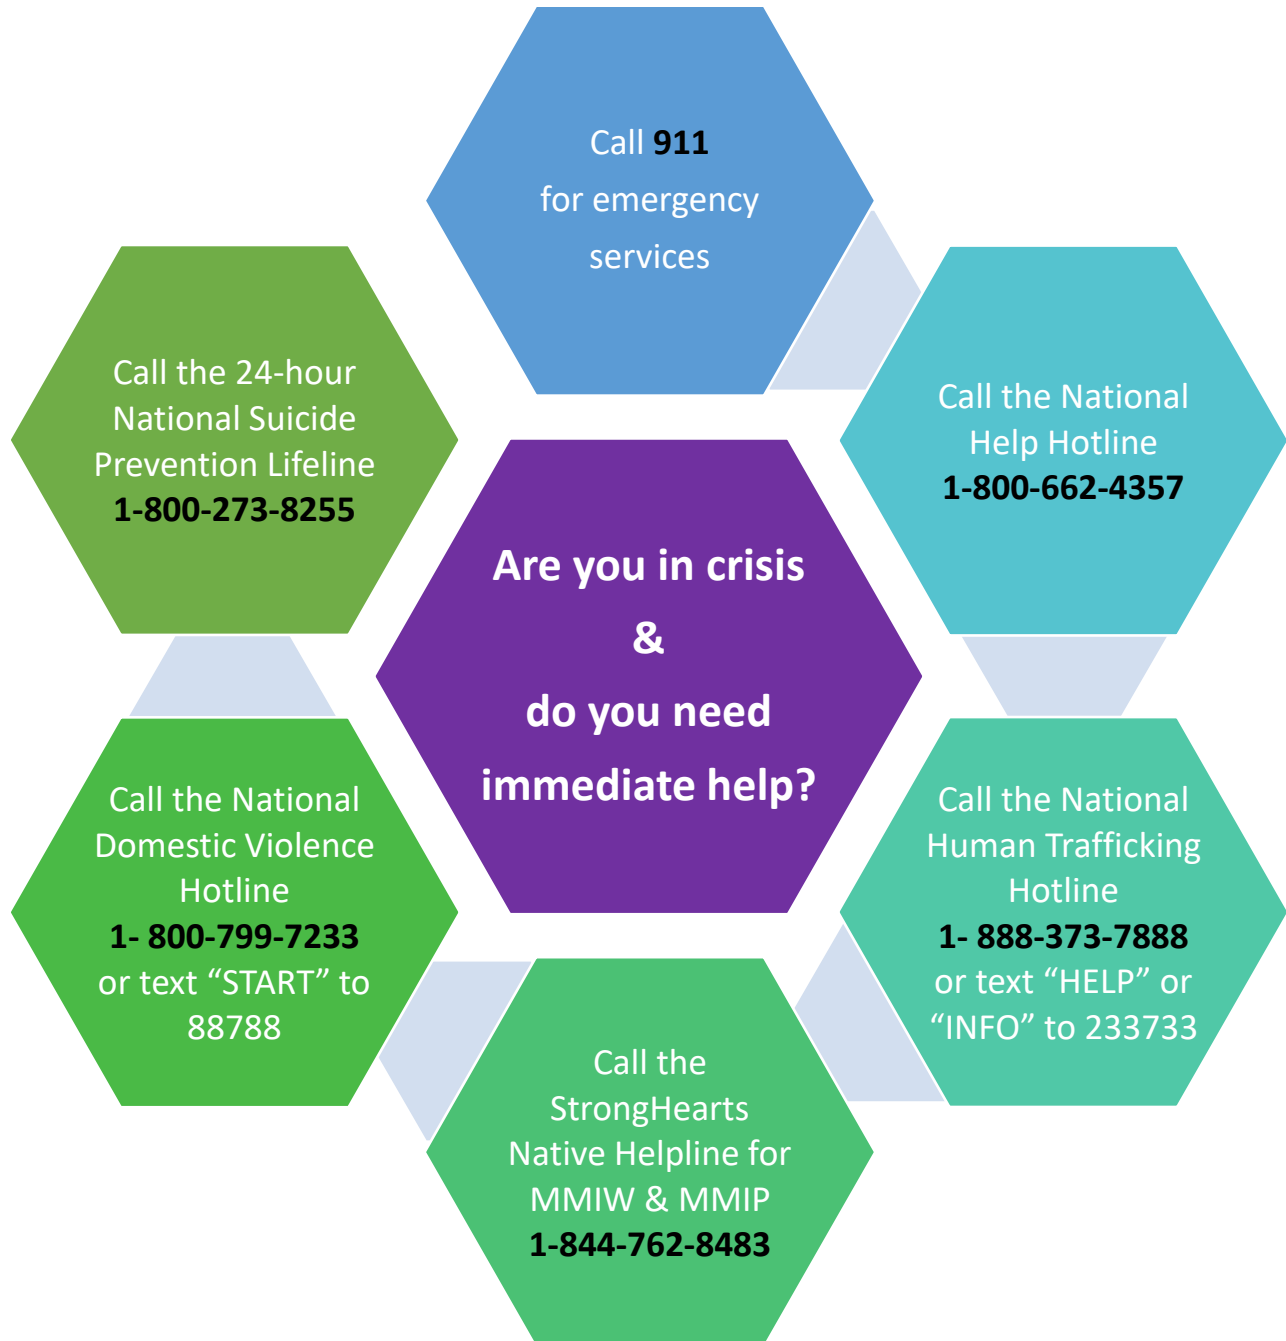 Call 911
for emergency
services
Call the National
Help Hotline
1-800-662-4357
Call the National
Human Trafficking
Hotline
1- 888-373-7888
or text “HELP” or
“INFO” to 233733
Call the
StrongHearts
Native Helpline for
MMIW & MMIP
1-844-762-8483
Call the National
Domestic Violence
Hotline
1- 800-799-7233
or text “START” to
88788
Call the 24-hour
National Suicide
Prevention Lifeline
1-800-273-8255
Are you in crisis
&
do you need
immediate help?